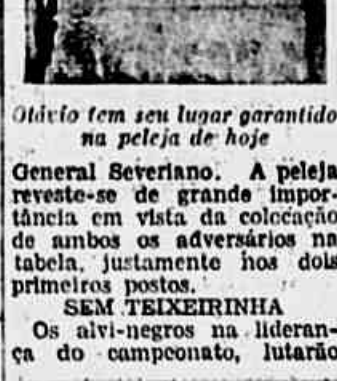 Otávio tem seu lugar garantido
na peleja de hoje
General Severiano. A peleja
reveste-se de grande impor-
tância em vista da colocação
de ambos os adversários na
tabela, justamente nos dois
primeiros postos.
SEM TEIXEIRINHA
Os alvi-negros na lideran-
ça do campeonato, lutarão